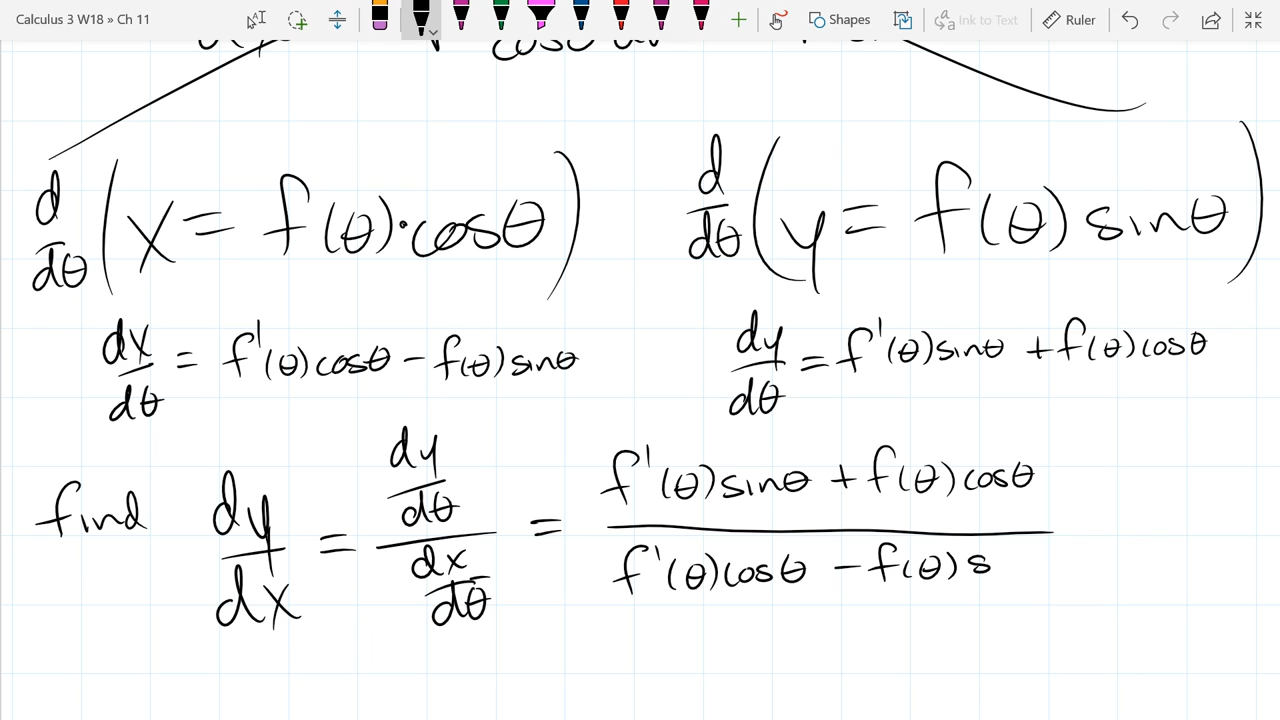 Calculus 3 W18 » Ch 11
Shapes
Ink to Text
Ruler
d/dθ (x = f(θ)·cosθ)
d/dθ (y = f(θ) sinθ)
dx/dθ = f'(θ)cosθ - f(θ)sinθ
dy/dθ = f'(θ)sinθ + f(θ)cosθ
find dy/dx = (dy/dθ)/(dx/dθ) = (f'(θ)sinθ + f(θ)cosθ)/(f'(θ)cosθ - f(θ)s